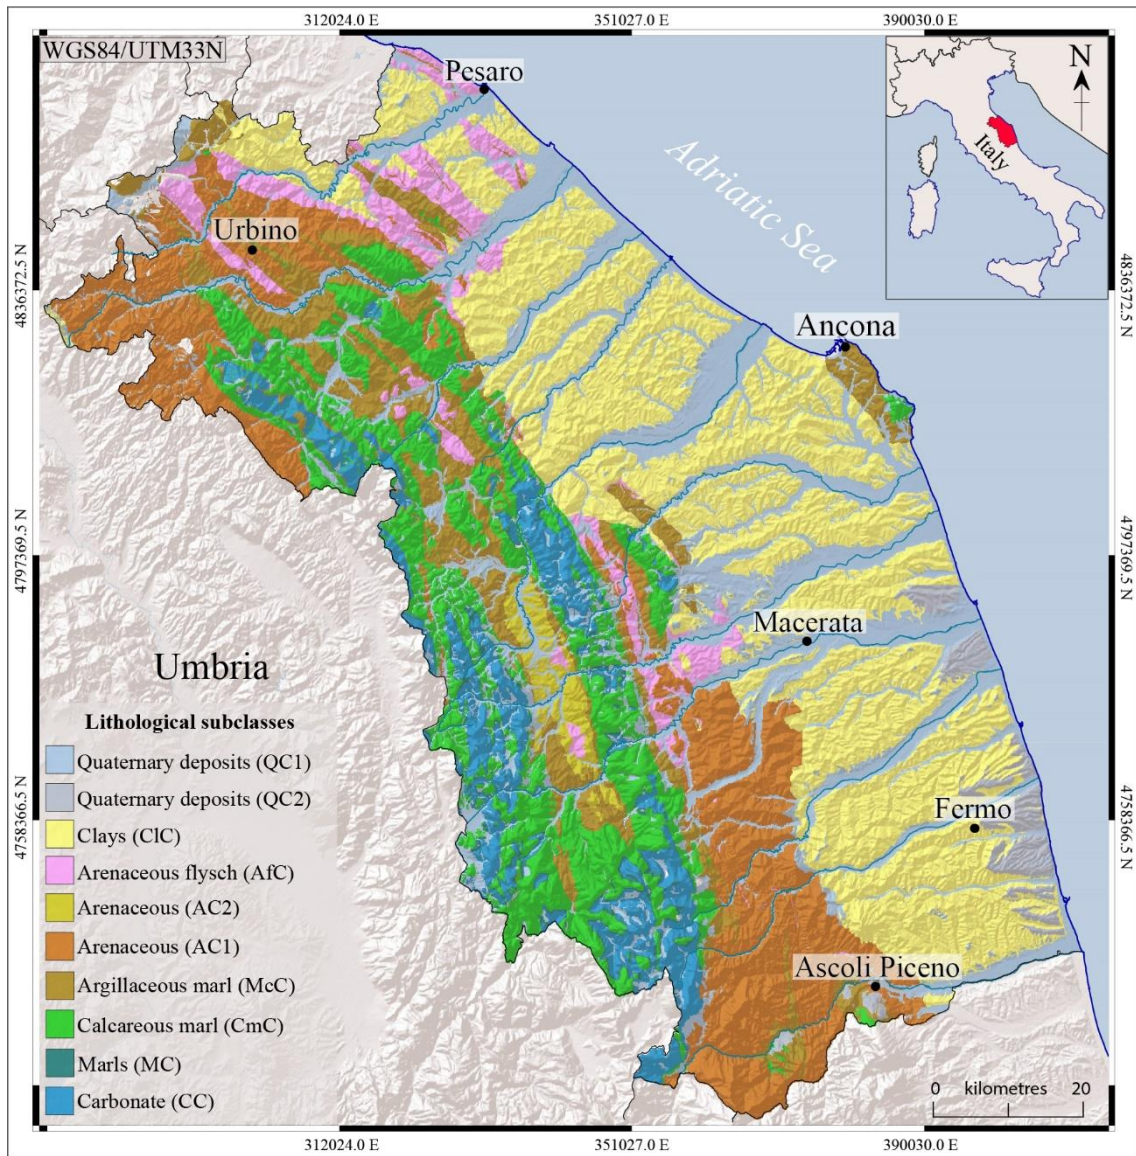 312024.0 E
351027.0 E
390030.0 E
WGS84/UTM33N
Pesaro
N
Italy
Adriatic Sea
Urbino
4836372.5 N
4836372.5 N
Ancona
4797369.5 N
4797369.5 N
Macerata
Umbria
Lithological subclasses
Quaternary deposits (QC1)
Quaternary deposits (QC2)
Clays (ClC)
Arenaceous flysch (AfC)
Arenaceous (AC2)
Arenaceous (AC1)
Argillaceous marl (McC)
Calcareous marl (CmC)
Marls (MC)
Carbonate (CC)
4758366.5 N
4758366.5 N
Fermo
Ascoli Piceno
0 kilometres 20
312024.0 E
351027.0 E
390030.0 E